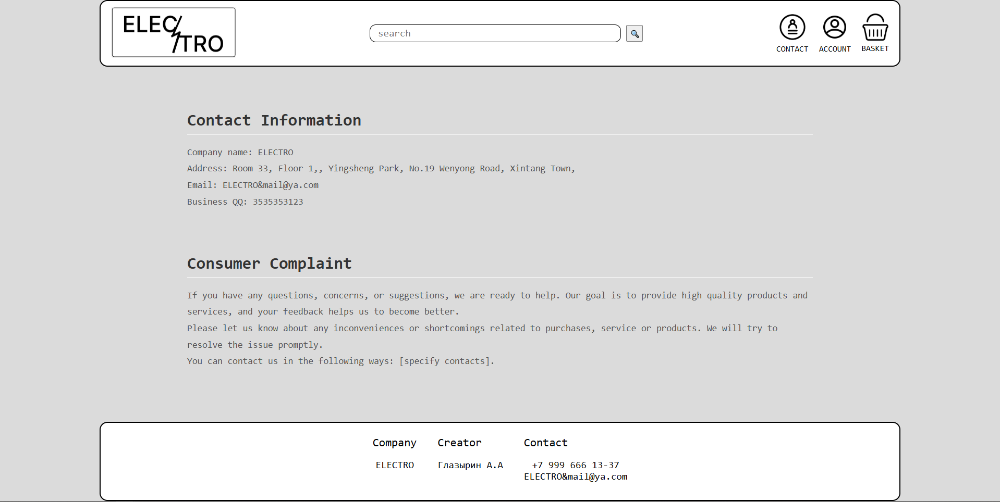 ELEC
TRO
search
CONTACT
ACCOUNT
BASKET
Contact Information
Company name: ELECTRO
Address: Room 33, Floor 1,, Yingsheng Park, No.19 Wenyong Road, Xintang Town,
Email: ELECTRO&mail@ya.com
Business QQ: 3535353123
Consumer Complaint
If you have any questions, concerns, or suggestions, we are ready to help. Our goal is to provide high quality products and
services, and your feedback helps us to become better.
Please let us know about any inconveniences or shortcomings related to purchases, service or products. We will try to
resolve the issue promptly.
You can contact us in the following ways: [specify contacts].
Company
ELECTRO
Creator
Глазырин А.А
Contact
+7 999 666 13-37
ELECTRO&mail@ya.com